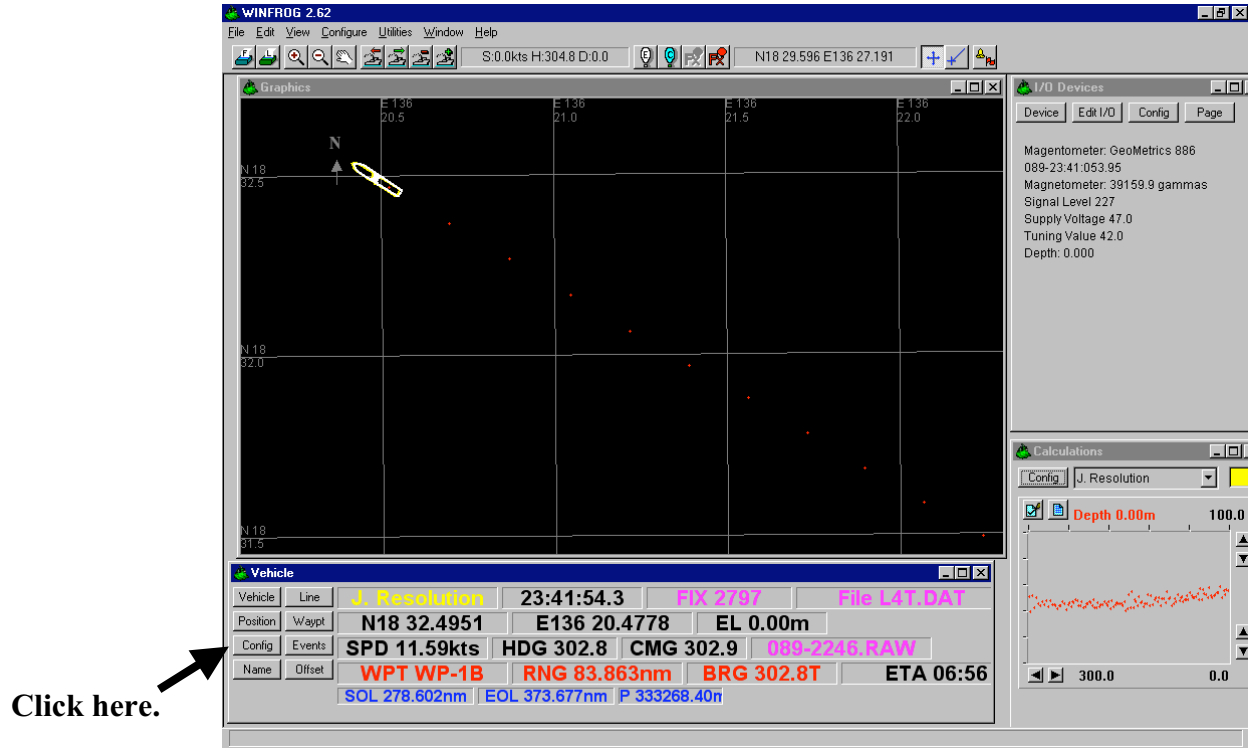 WINFROG 2.62
File Edit View Configure Utilities Window Help
S:0.0kts H:304.8 D:0.0 N18 29.596 E136 27.191
Graphics
E 136 E 136 E 136 E 136
20.5 21.0 21.5 22.0
N
N 18
32.5
N 18
32.0
N 18
31.5
I/O Devices
Device Edit I/O Config Page
Magentometer: GeoMetrics 886
089-23:41:053.95
Magnetometer: 39159.9 gammas
Signal Level 227
Supply Voltage 47.0
Tuning Value 42.0
Depth: 0.000
Calculations
Config J. Resolution
Depth 0.00m 100.0
300.0 0.0
Vehicle
Vehicle Line J. Resolution 23:41:54.3 FIX 2797 File L4T.DAT
Position Waypt N18 32.4951 E136 20.4778 EL 0.00m
Config Events SPD 11.59kts HDG 302.8 CMG 302.9 089-2246.RAW
Name Offset WPT WP-1B RNG 83.863nm BRG 302.8T ETA 06:56
SOL 278.602nm EOL 373.677nm P 333268.40
Click here.